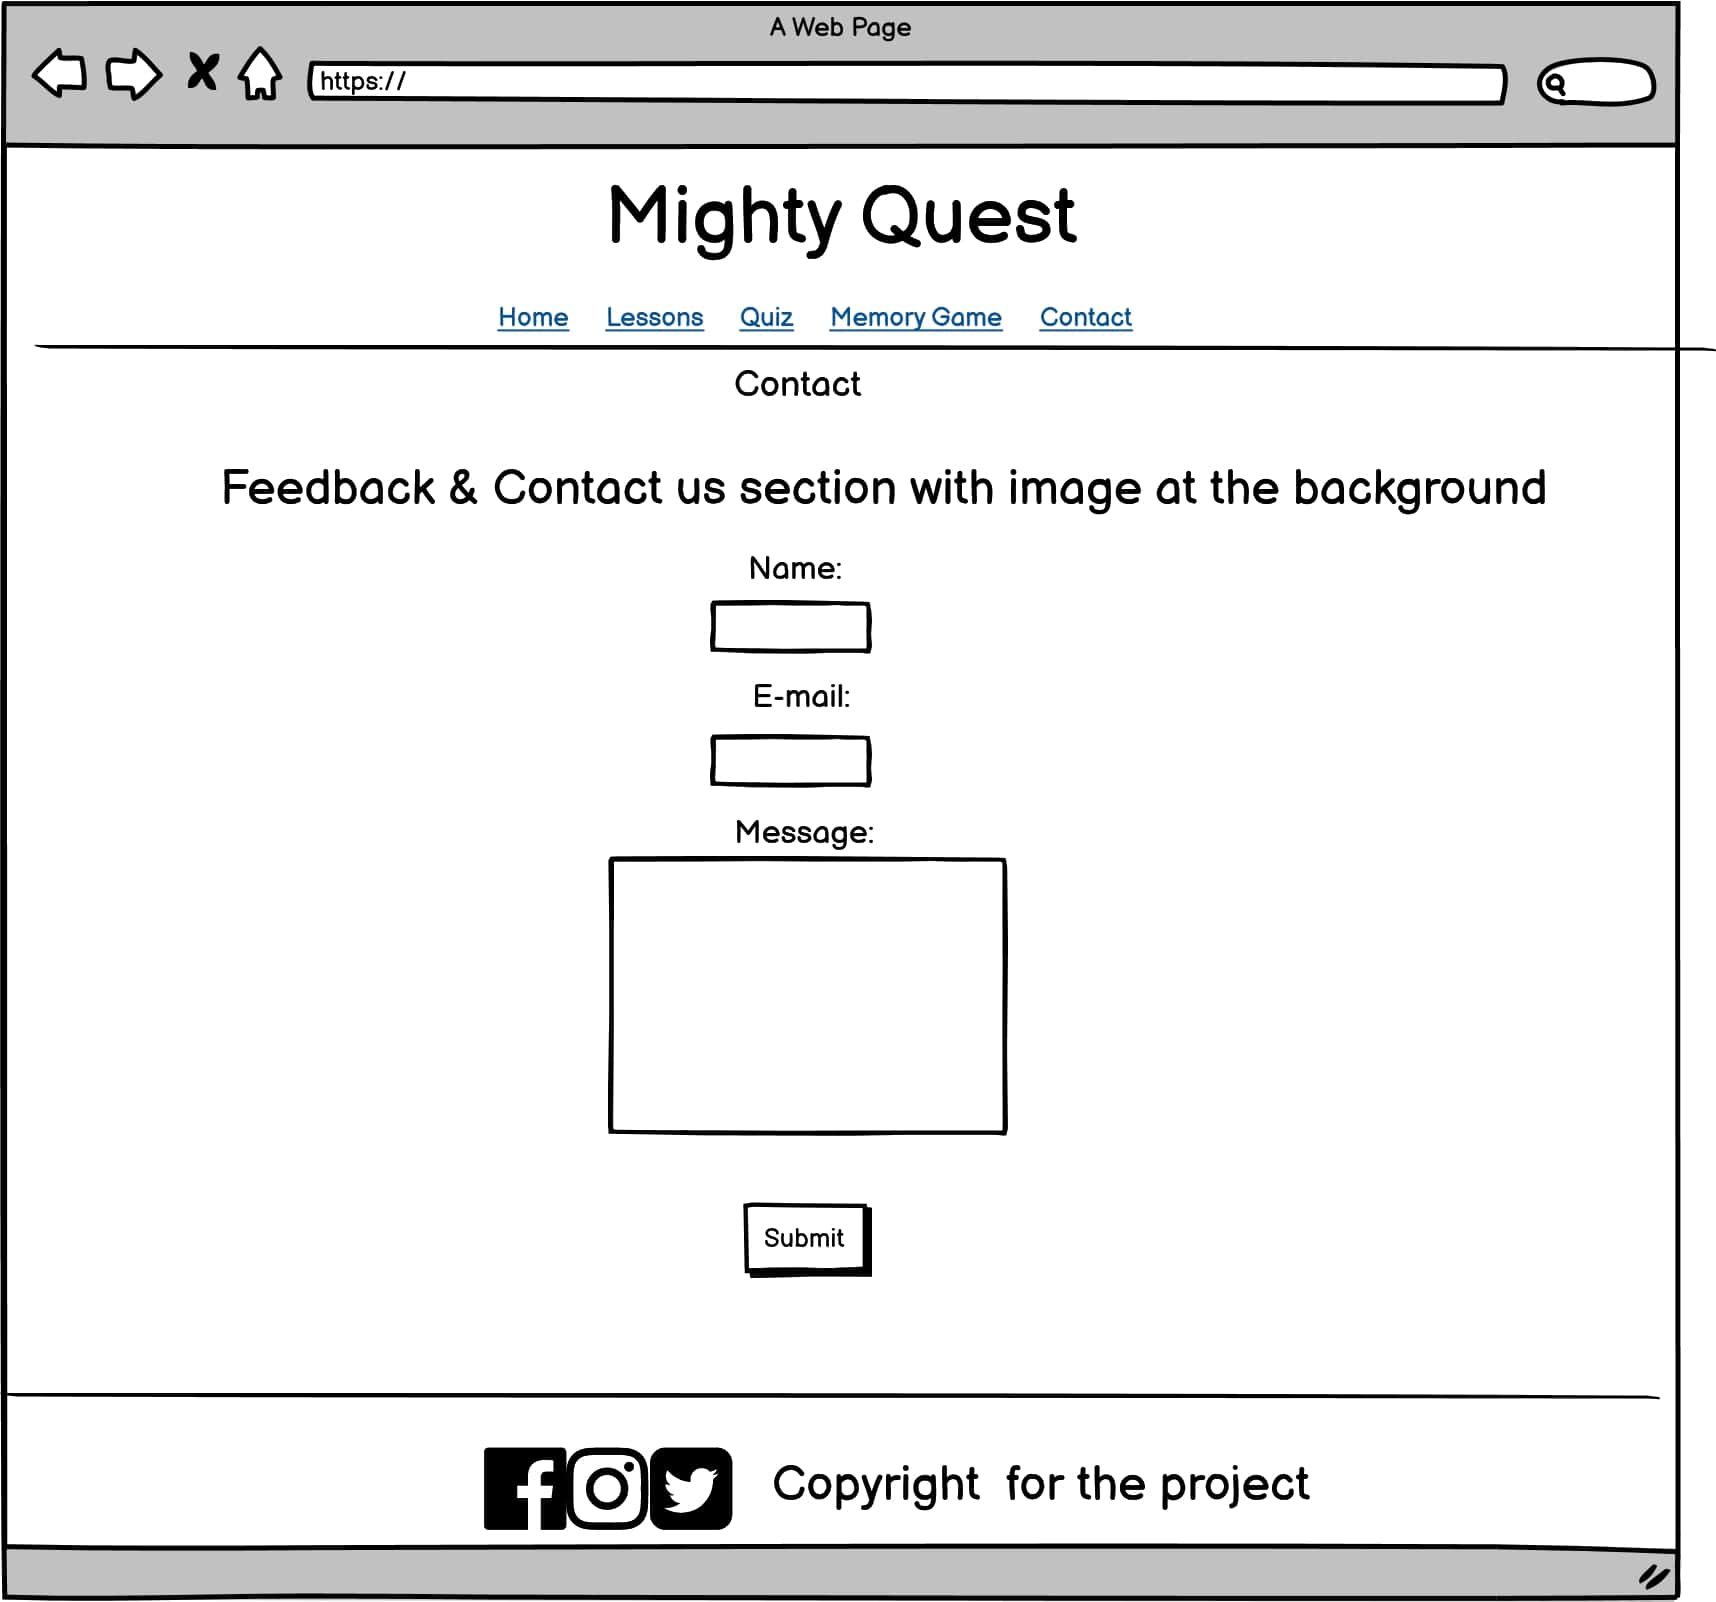 A Web Page
https://
Mighty Quest
Home Lessons Quiz Memory Game Contact
Contact
Feedback & Contact us section with image at the background
Name:
E-mail:
Message:
Submit
Copyright for the project